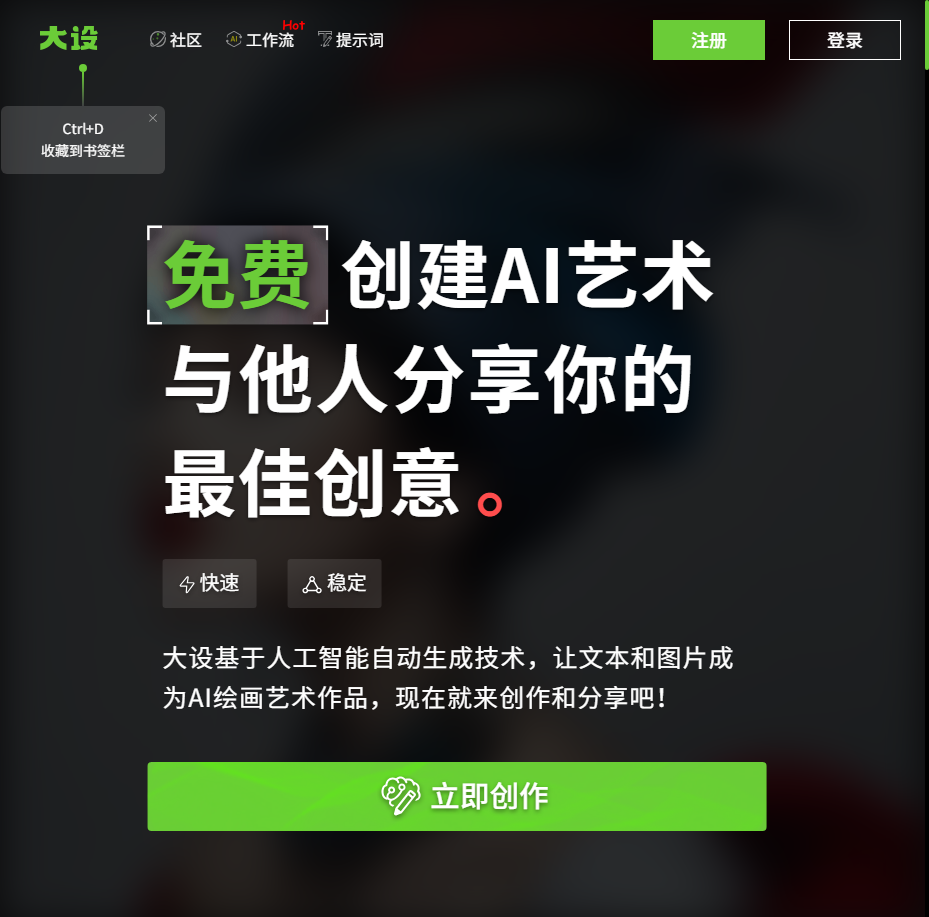 大设
社区
工作流
Hot
提示词
注册
登录
Ctrl+D
收藏到书签栏
免费 创建AI艺术
与他人分享你的
最佳创意。
快速
稳定
大设基于人工智能自动生成技术，让文本和图片成
为AI绘画艺术作品，现在就来创作和分享吧！
立即创作